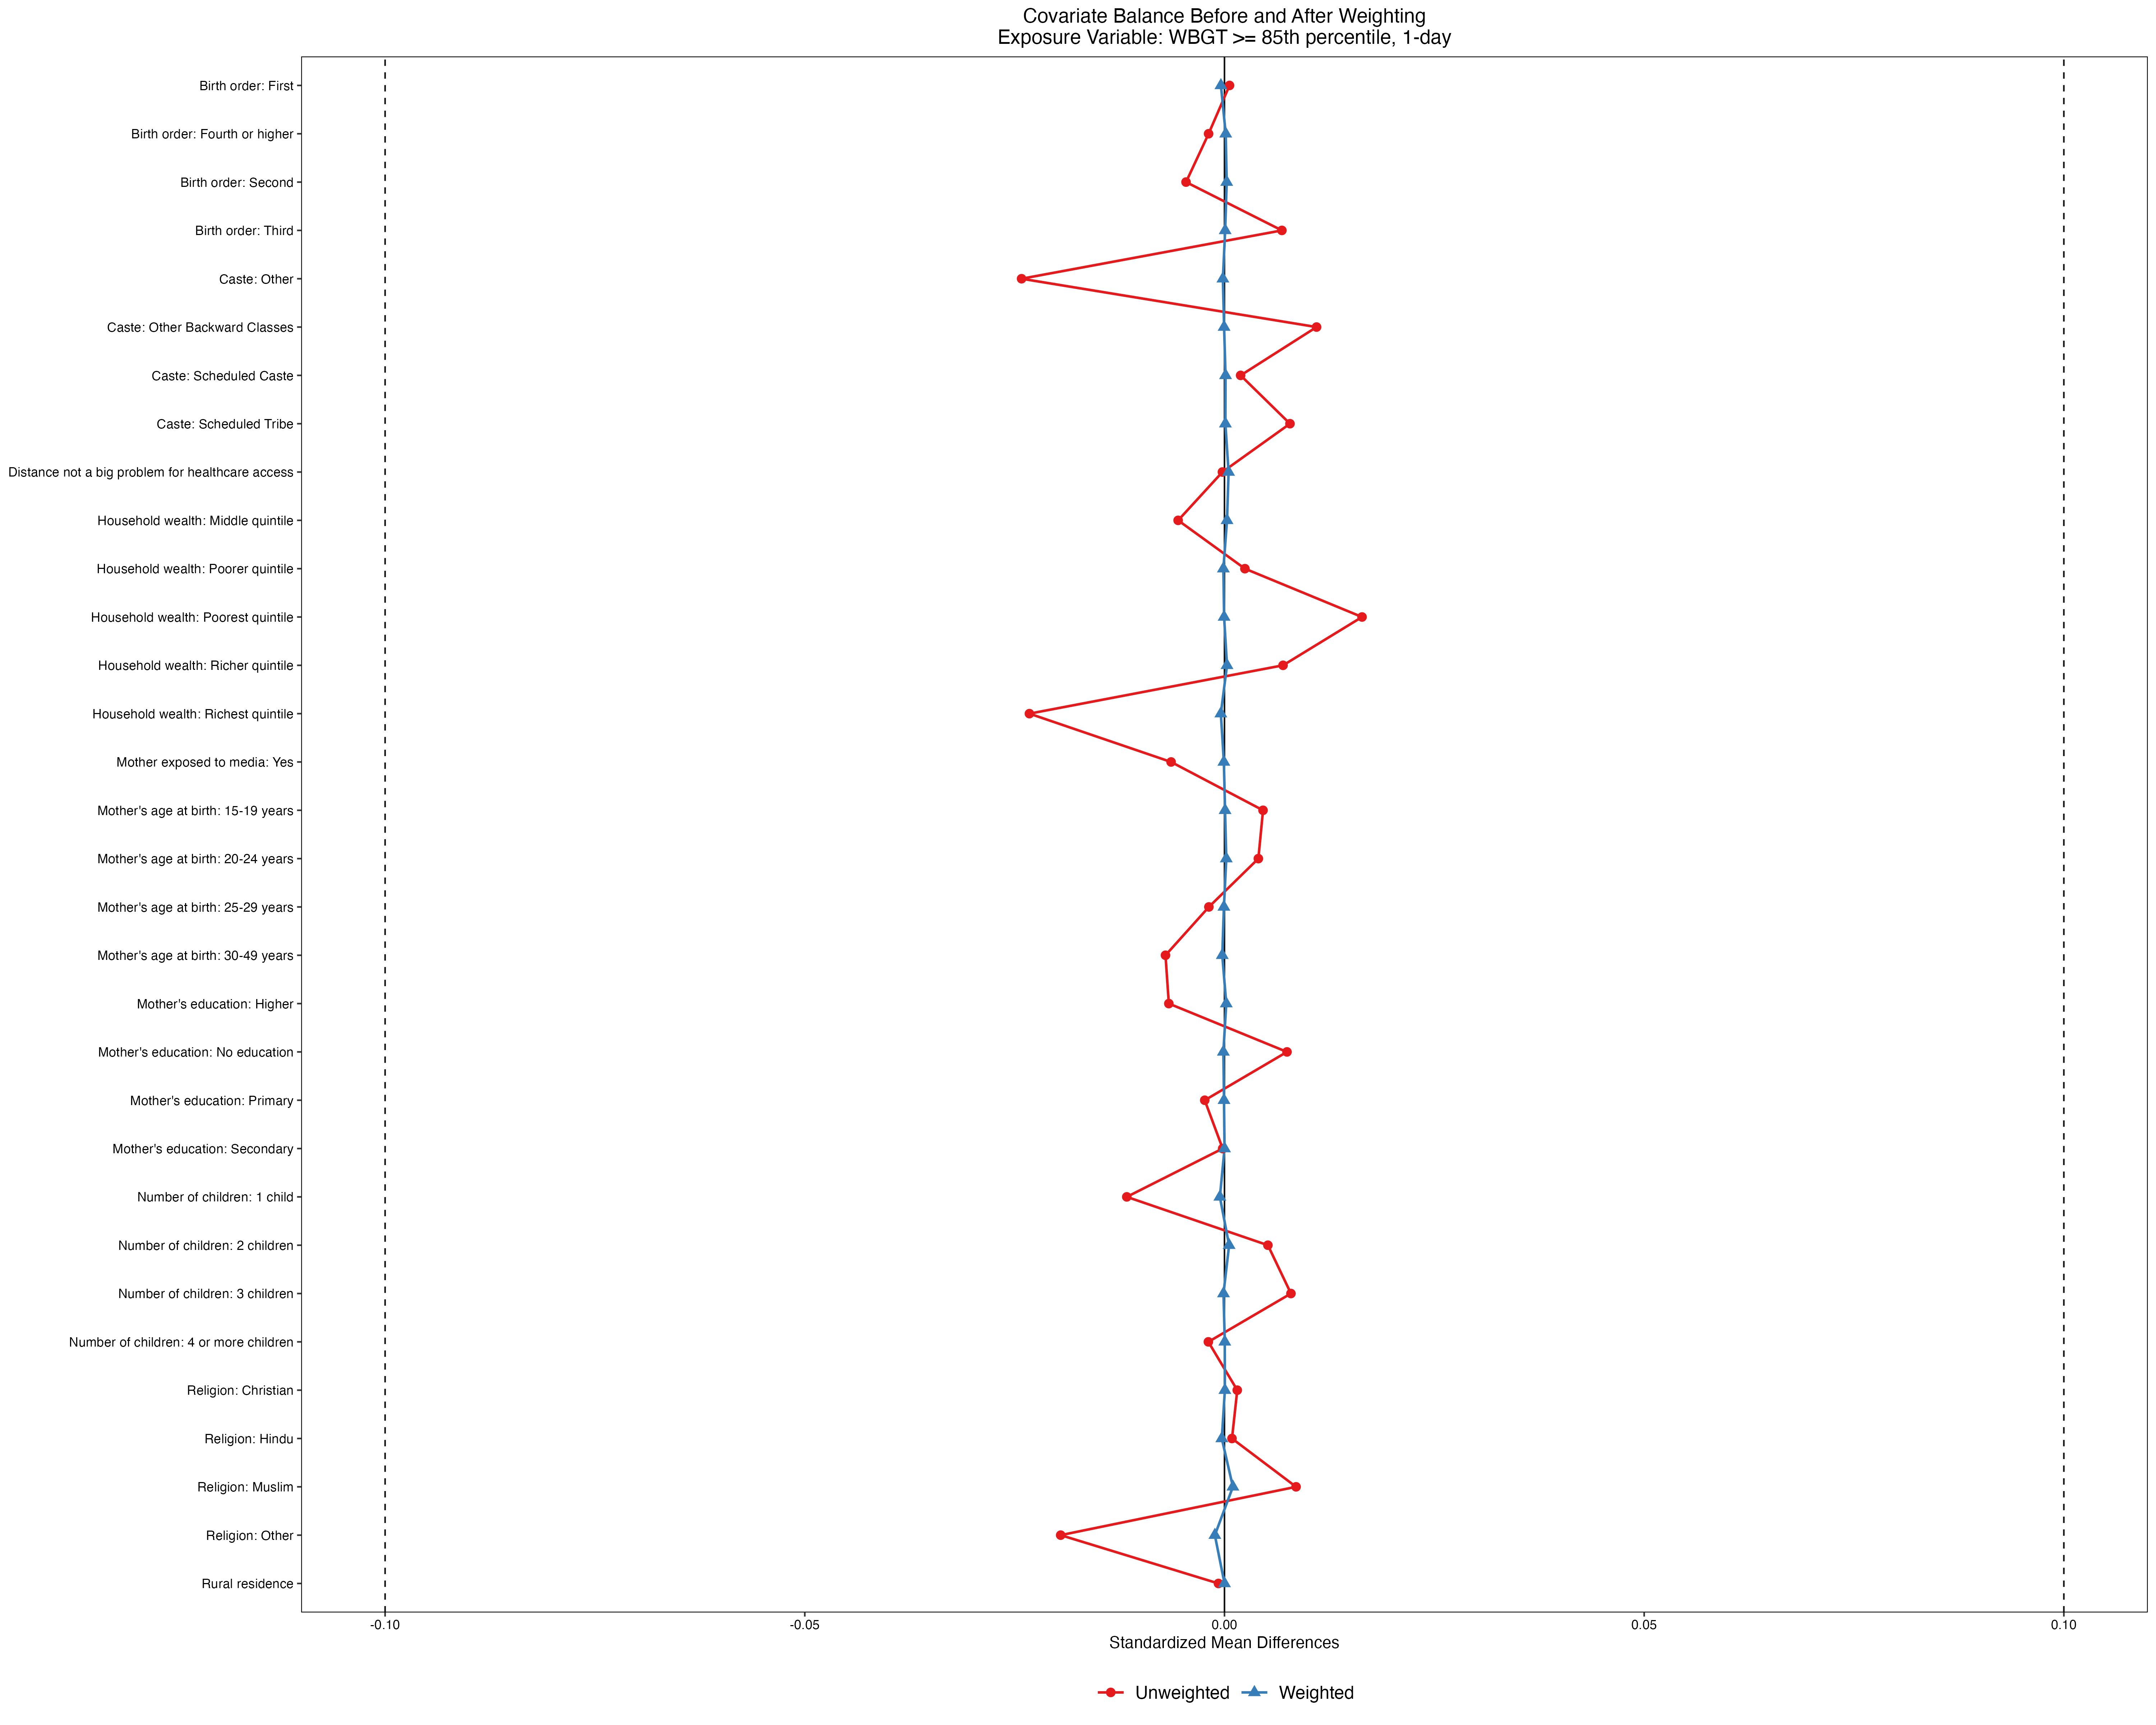 Covariate Balance Before and After Weighting
Exposure Variable: WBGT >= 85th percentile, 1-day
Birth order: First
Birth order: Fourth or higher
Birth order: Second
Birth order: Third
Caste: Other
Caste: Other Backward Classes
Caste: Scheduled Caste
Caste: Scheduled Tribe
Distance not a big problem for healthcare access
Household wealth: Middle quintile
Household wealth: Poorer quintile
Household wealth: Poorest quintile
Household wealth: Richer quintile
Household wealth: Richest quintile
Mother exposed to media: Yes
Mother's age at birth: 15-19 years
Mother's age at birth: 20-24 years
Mother's age at birth: 25-29 years
Mother's age at birth: 30-49 years
Mother's education: Higher
Mother's education: No education
Mother's education: Primary
Mother's education: Secondary
Number of children: 1 child
Number of children: 2 children
Number of children: 3 children
Number of children: 4 or more children
Religion: Christian
Religion: Hindu
Religion: Muslim
Religion: Other
Rural residence
-0.10 -0.05 0.00 0.05 0.10
Standardized Mean Differences
Unweighted Weighted